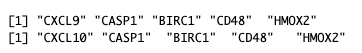 [1] "CXCL9" "CASP1" "BIRC1" "CD48" "HMOX2"
[1] "CXCL10" "CASP1" "BIRC1" "CD48" "HMOX2"